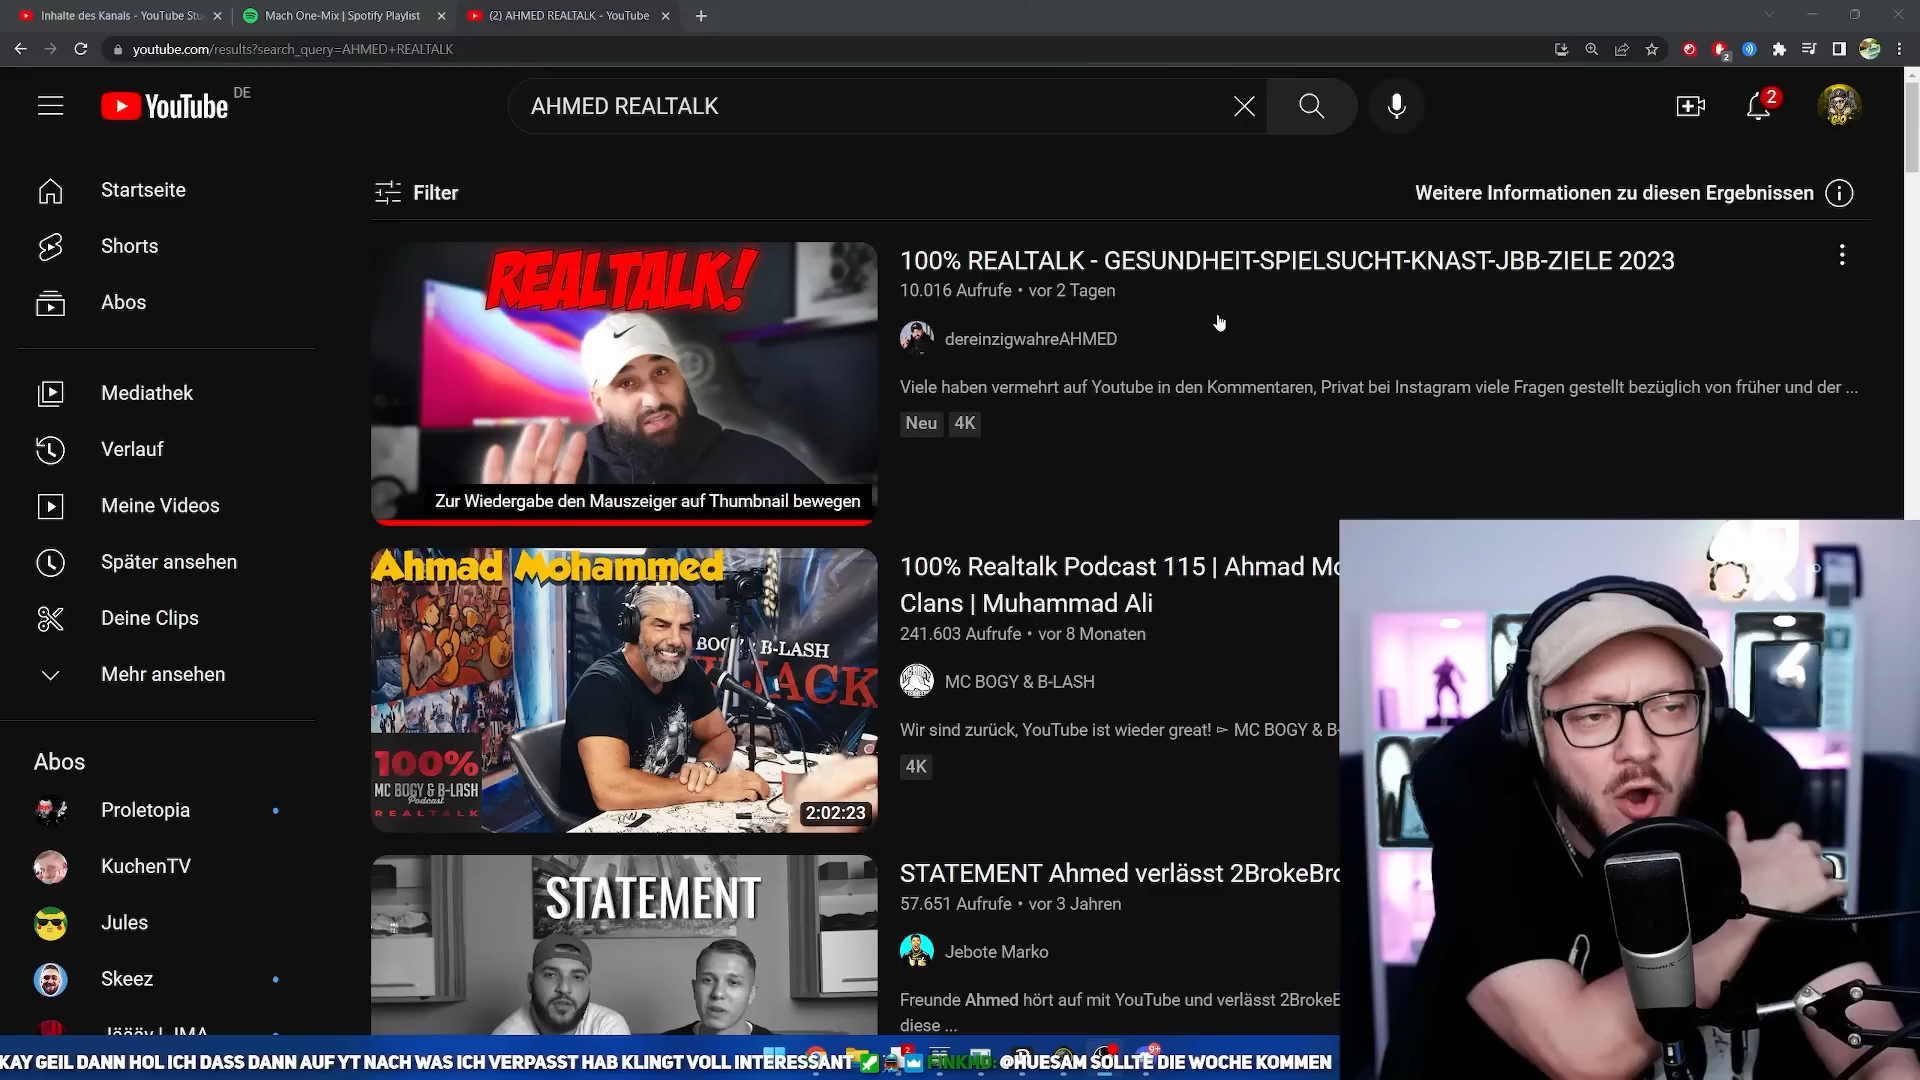 Inhalte des Kanals - YouTube Stu
Mach One-Mix | Spotify Playlist
(2) AHMED REALTALK - YouTube
youtube.com/results?search_query=AHMED+REALTALK
2
YouTube DE
AHMED REALTALK
2
Startseite
Shorts
Abos
Mediathek
Verlauf
Meine Videos
Später ansehen
Deine Clips
Mehr ansehen
Abos
Proletopia
KuchenTV
Jules
Skeez
Filter
Weitere Informationen zu diesen Ergebnissen
REALTALK!
Zur Wiedergabe den Mauszeiger auf Thumbnail bewegen
100% REALTALK - GESUNDHEIT-SPIELSUCHT-KNAST-JBB-ZIELE 2023
10.016 Aufrufe • vor 2 Tagen
dereinzigwahreAHMED
Viele haben vermehrt auf Youtube in den Kommentaren, Privat bei Instagram viele Fragen gestellt bezüglich von früher und der ...
Neu 4K
Ahmad Mohammed
& B-LASH
JACK
100%
MC BOGY & B-LASH
Podcast
REALTALK
2:02:23
100% Realtalk Podcast 115 | Ahmad Mo
Clans | Muhammad Ali
241.603 Aufrufe • vor 8 Monaten
MC BOGY & B-LASH
Wir sind zurück, YouTube ist wieder great! ➢ MC BOGY & B-
4K
STATEMENT
STATEMENT Ahmed verlässt 2BrokeBro
57.651 Aufrufe • vor 3 Jahren
Jebote Marko
Freunde Ahmed hört auf mit YouTube und verlässt 2BrokeB
diese ...
KAY GEIL DANN HOL ICH DASS DANN AUF YT NACH WAS ICH VERPASST HAB KLINGT VOLL INTERESSANT FINKHD: @HUESAM SOLLTE DIE WOCHE KOMMEN